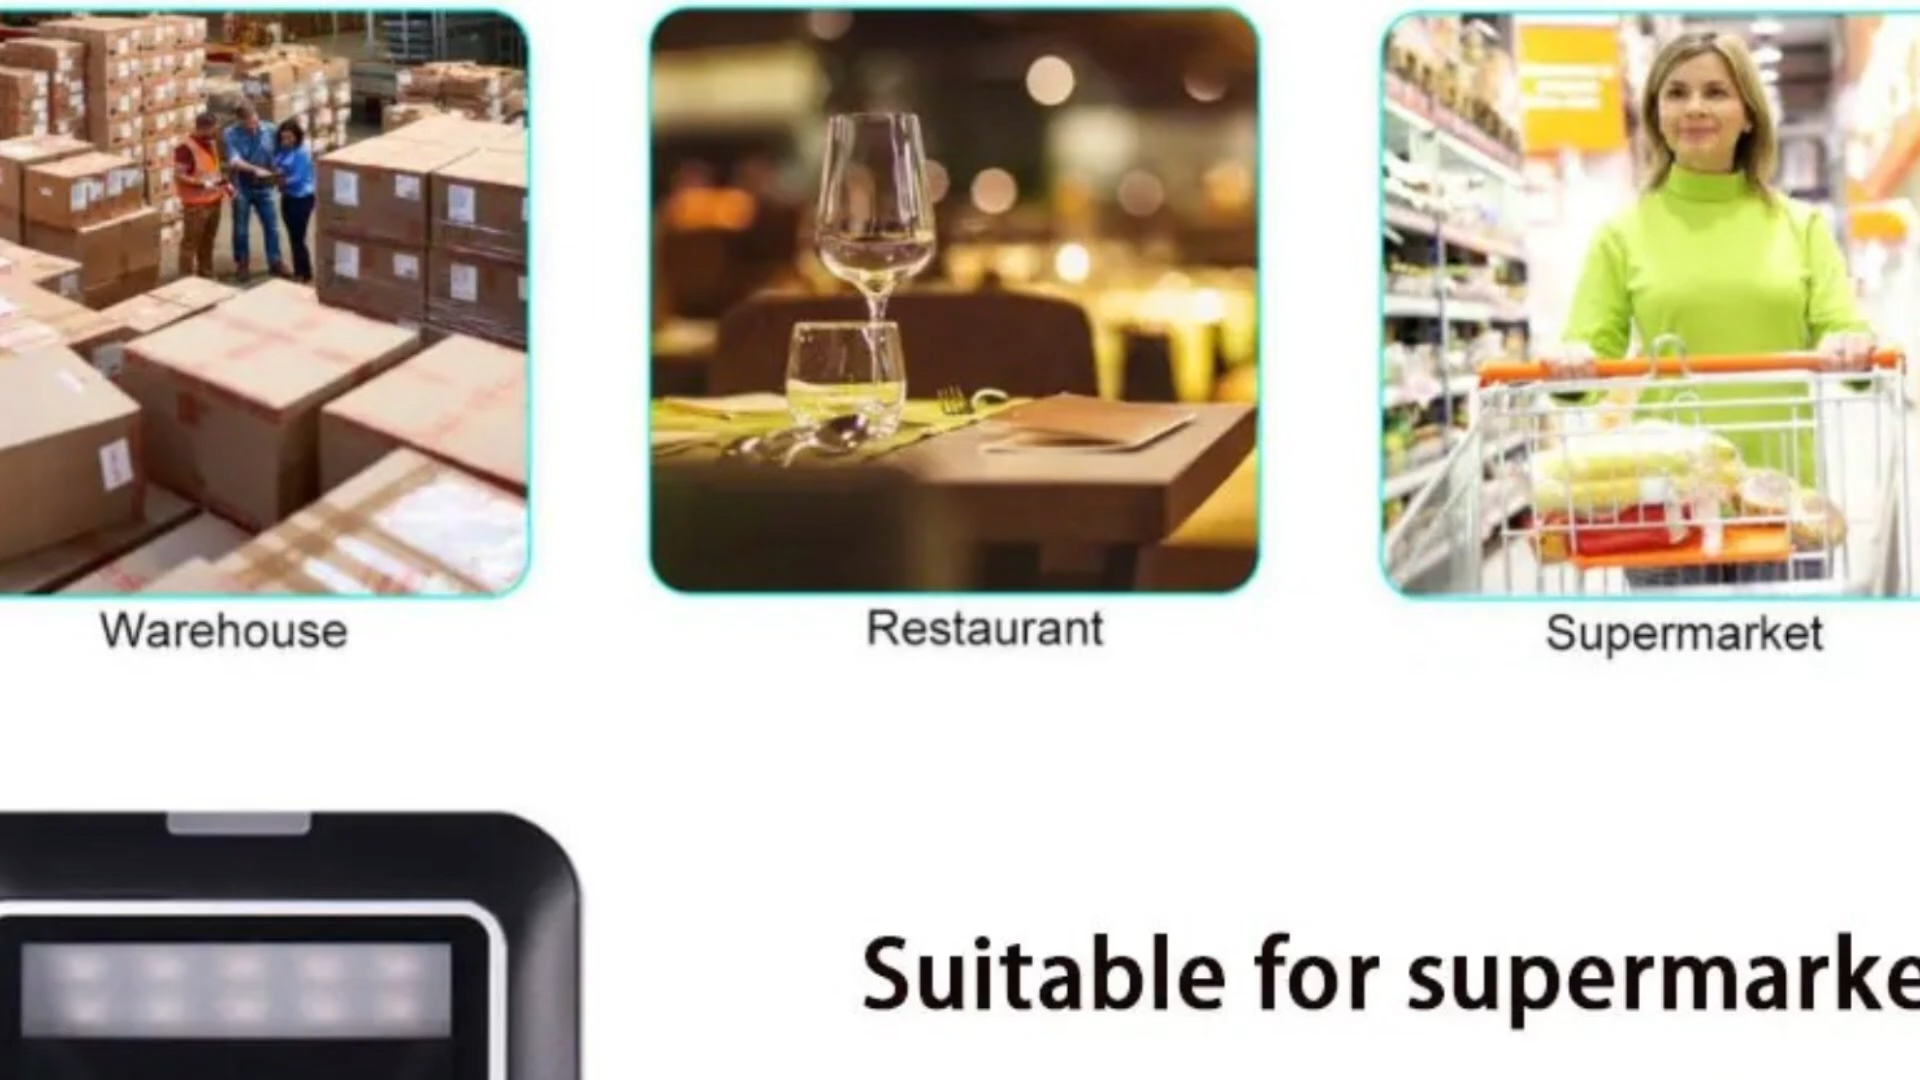 Warehouse
Restaurant
Supermarket
Suitable for supermarke